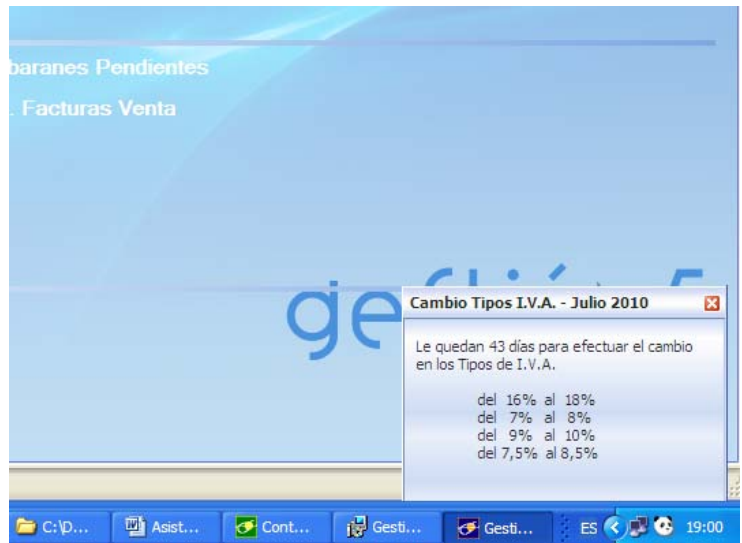 baranes Pendientes
. Facturas Venta
Cambio Tipos I.V.A. - Julio 2010
Le quedan 43 días para efectuar el cambio
en los Tipos de I.V.A.
del 16% al 18%
del 7% al 8%
del 9% al 10%
del 7,5% al 8,5%
C:\D... Asist... Cont... Gesti... Gesti... ES 19:00